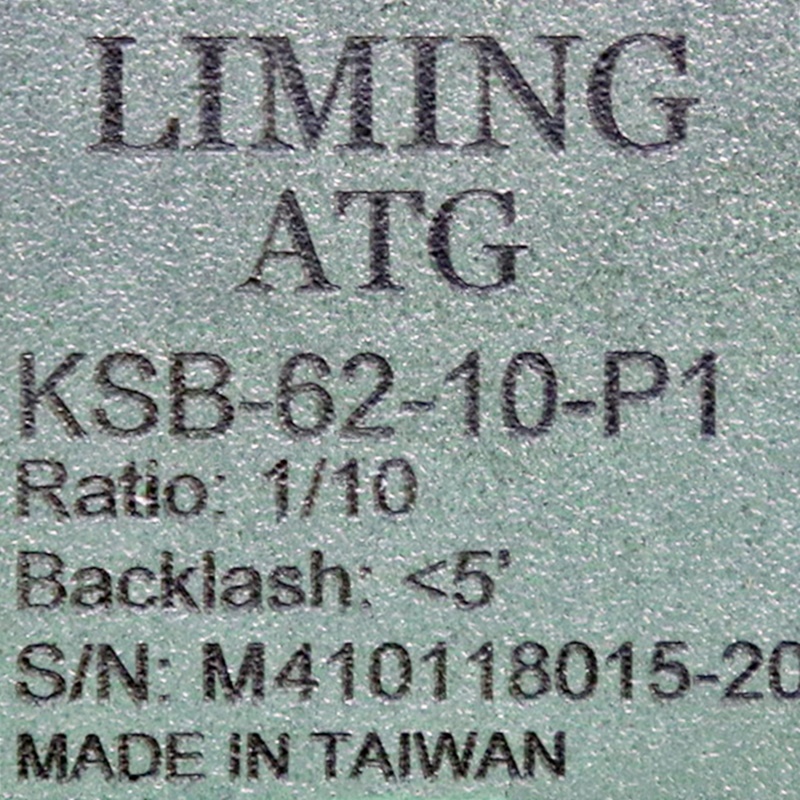 LIMING
ATG
KSB-62-10-P1
Ratio: 1/10
Backlash: <5'
S/N: M410118015-20
MADE IN TAIWAN